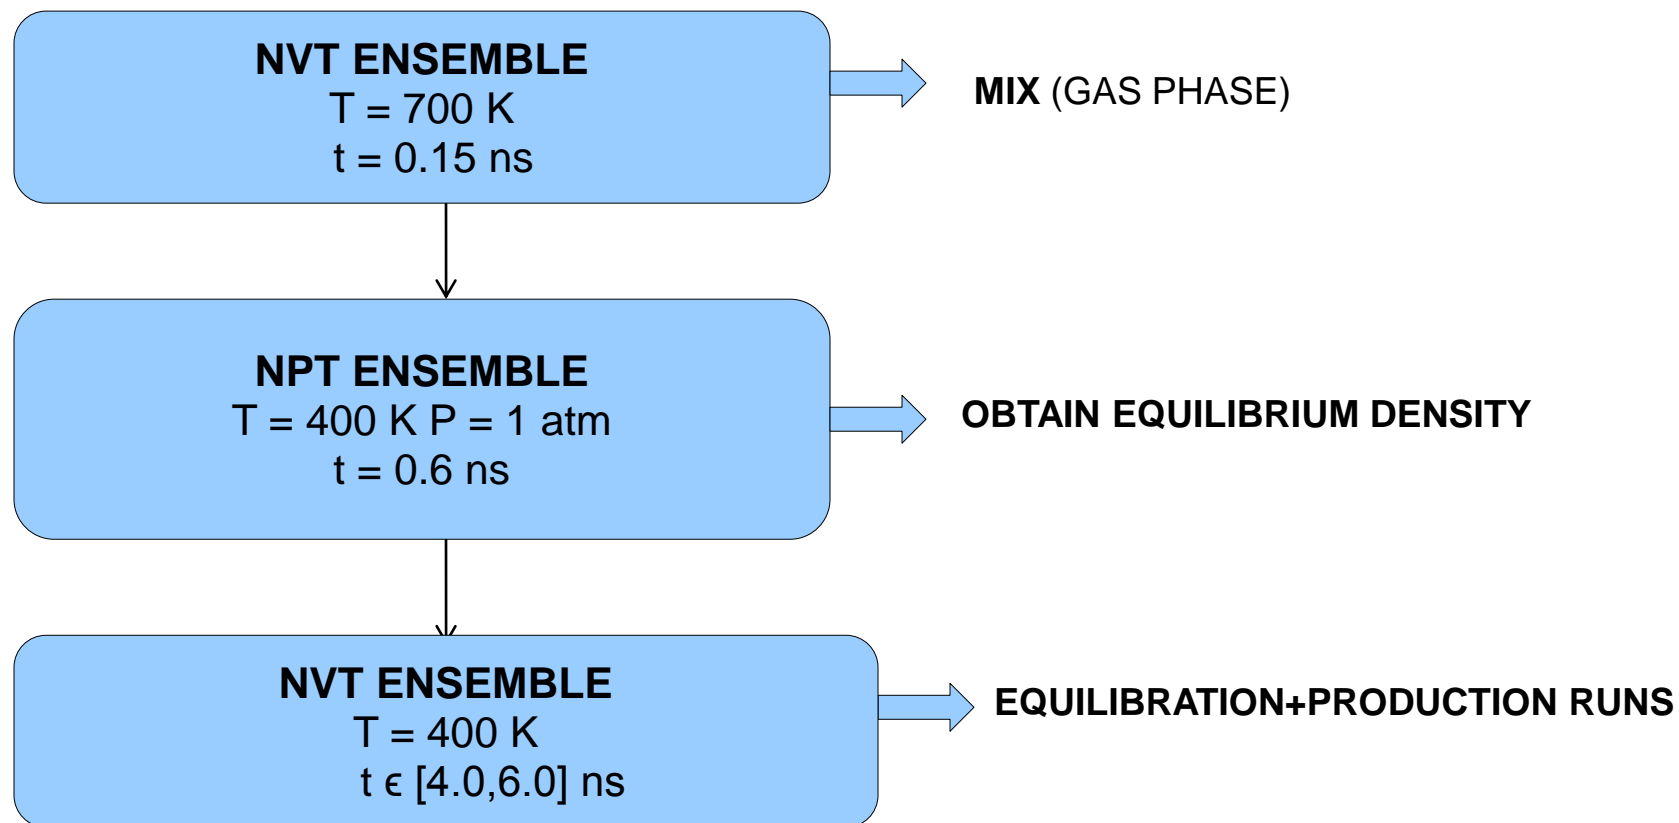 NVT ENSEMBLE
T = 700 K
t = 0.15 ns
MIX (GAS PHASE)
NPT ENSEMBLE
T = 400 K P = 1 atm
t = 0.6 ns
OBTAIN EQUILIBRIUM DENSITY
NVT ENSEMBLE
T = 400 K
t ϵ [4.0,6.0] ns
EQUILIBRATION+PRODUCTION RUNS